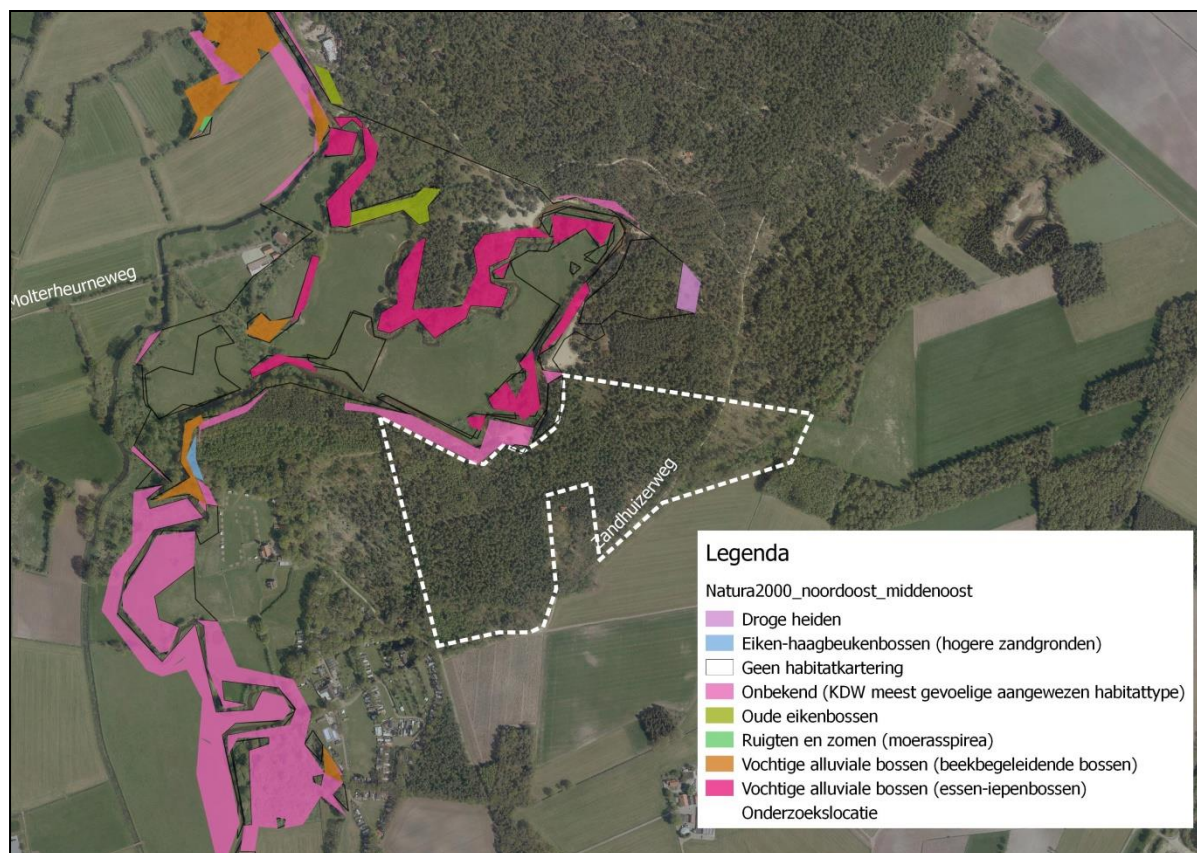 Molterheurneweg
Zandhuizerweg
Legenda
Natura2000_noordoost_middenoost
Droge heiden
Eiken-haagbeukenbossen (hogere zandgronden)
Geen habitatkartering
Onbekend (KDW meest gevoelige aangewezen habitattype)
Oude eikenbossen
Ruigten en zomen (moerasspirea)
Vochtige alluviale bossen (beekbegeleidende bossen)
Vochtige alluviale bossen (essen-iepenbossen)
Onderzoekslocatie